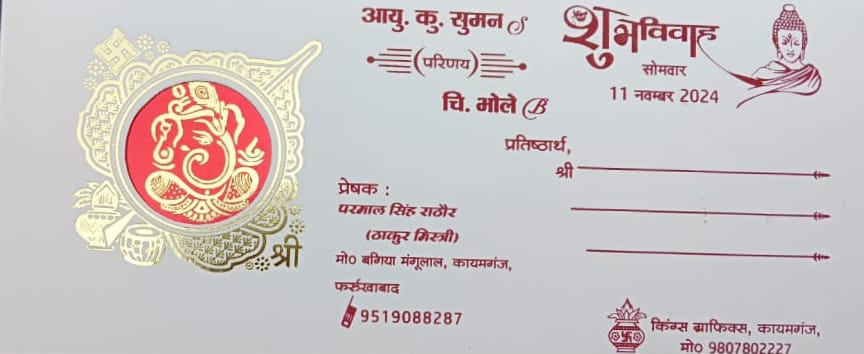 आयु. कु. सुमन S
(परिणय)
चि. भोले B
शुभविवाह
सोमवार
11 नवम्बर 2024
प्रतिष्ठार्थ,
श्री
प्रेषक :
परमाल सिंह राठौर
(ठाकुर मिस्त्री)
मो० बगिया मंगूलाल, कायमगंज,
फर्रुखाबाद
9519088287
श्री
किंग्स ग्राफिक्स, कायमगंज,
मो० 9807802227